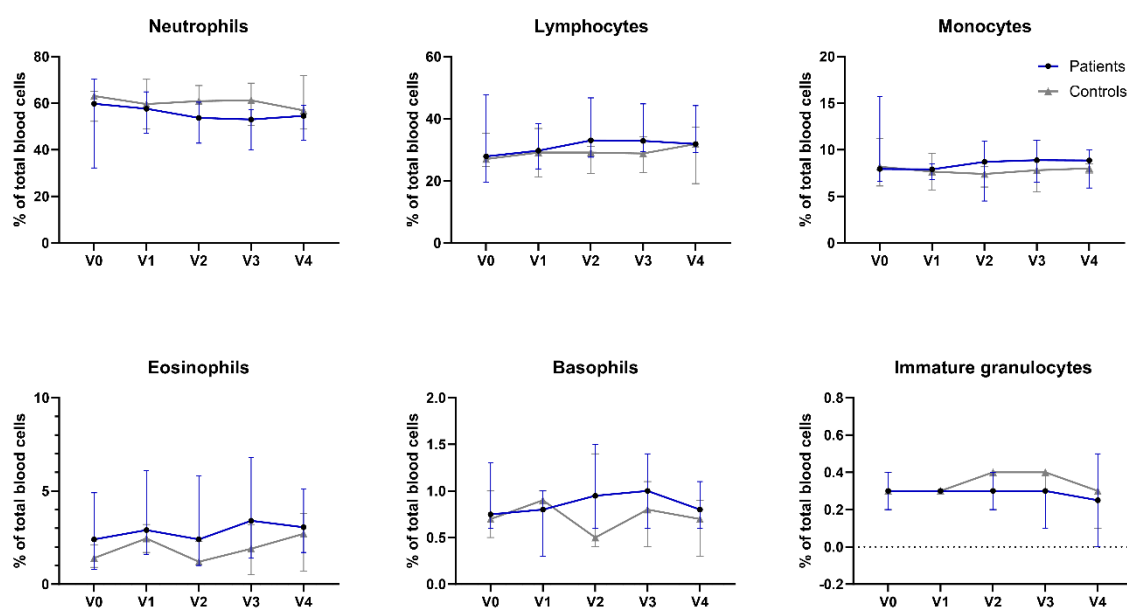 Neutrophils
% of total blood cells
80
60
40
20
0
V0 V1 V2 V3 V4
Lymphocytes
% of total blood cells
60
40
20
0
V0 V1 V2 V3 V4
Monocytes
% of total blood cells
20
15
10
5
0
V0 V1 V2 V3 V4
Patients
Controls
Eosinophils
% of total blood cells
10
5
0
V0 V1 V2 V3 V4
Basophils
% of total blood cells
2.0
1.5
1.0
0.5
0.0
V0 V1 V2 V3 V4
Immature granulocytes
% of total blood cells
0.8
0.6
0.4
0.2
0.0
-0.2
V0 V1 V2 V3 V4